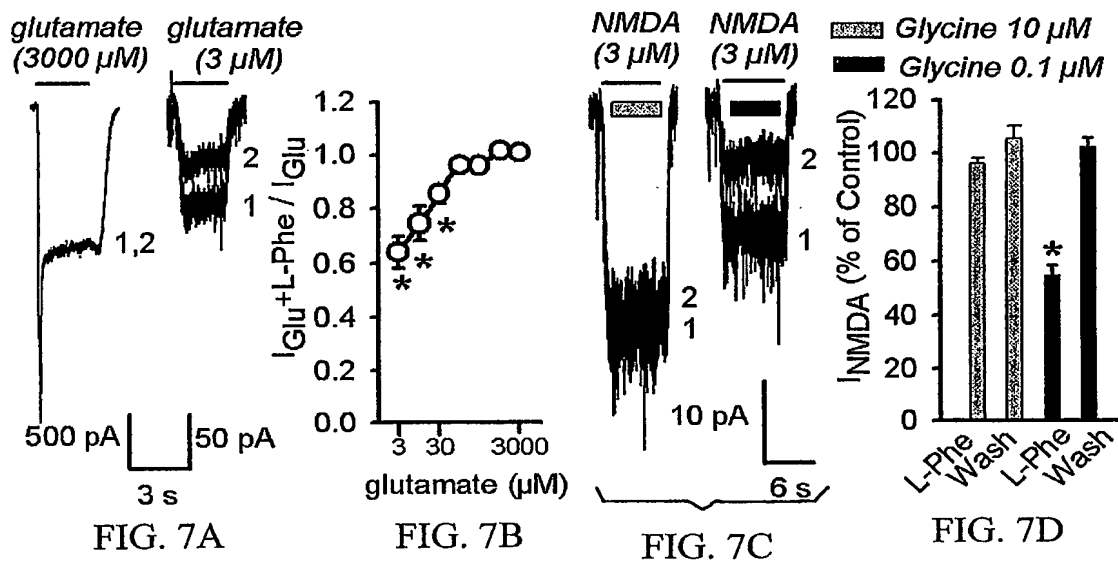 glutamate
(3000 µM)
glutamate
(3 µM)
1,2
2
1
500 pA
50 pA
3 s
FIG. 7A
IGlu+L-Phe / IGlu
1.2
1.0
0.8
0.6
0.4
0.2
0.0
*
*
*
3
30
3000
glutamate (µM)
FIG. 7B
NMDA
(3 µM)
NMDA
(3 µM)
2
1
2
1
10 pA
6 s
FIG. 7C
Glycine 10 µM
Glycine 0.1 µM
INMDA (% of Control)
120
100
80
60
40
20
0
*
L-Phe
Wash
L-Phe
Wash
FIG. 7D